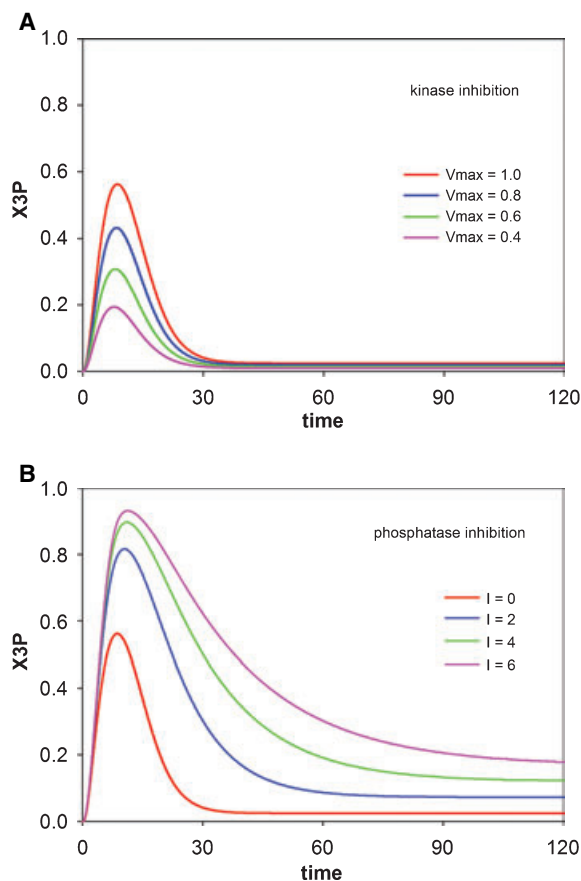 A
1.0
kinase inhibition
0.8
0.6
Vmax = 1.0
X3P
Vmax = 0.8
Vmax = 0.6
0.4
Vmax = 0.4
0.2
0.0
0 30 60 90 120
time
B
1.0
phosphatase inhibition
0.8
I = 0
0.6
I = 2
X3P
I = 4
I = 6
0.4
0.2
0.0
0 30 60 90 120
time